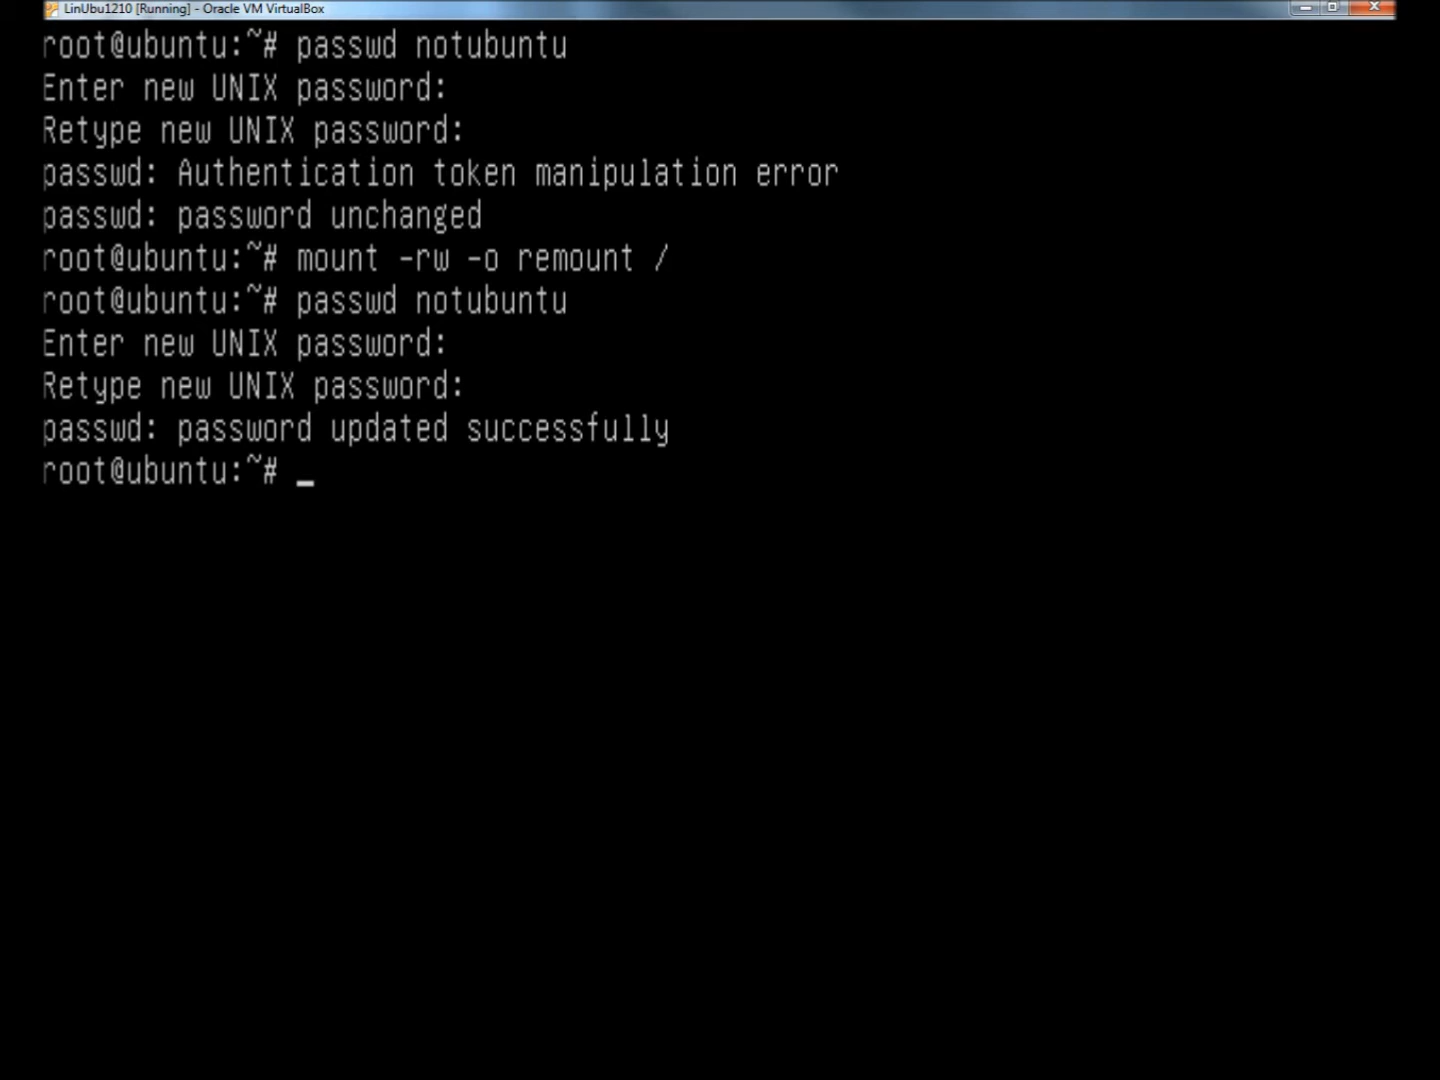 LinUbu1210 [Running] - Oracle VM VirtualBox
root@ubuntu:~# passwd notubuntu
Enter new UNIX password:
Retype new UNIX password:
passwd: Authentication token manipulation error
passwd: password unchanged
root@ubuntu:~# mount -rw -o remount /
root@ubuntu:~# passwd notubuntu
Enter new UNIX password:
Retype new UNIX password:
passwd: password updated successfully
root@ubuntu:~# _